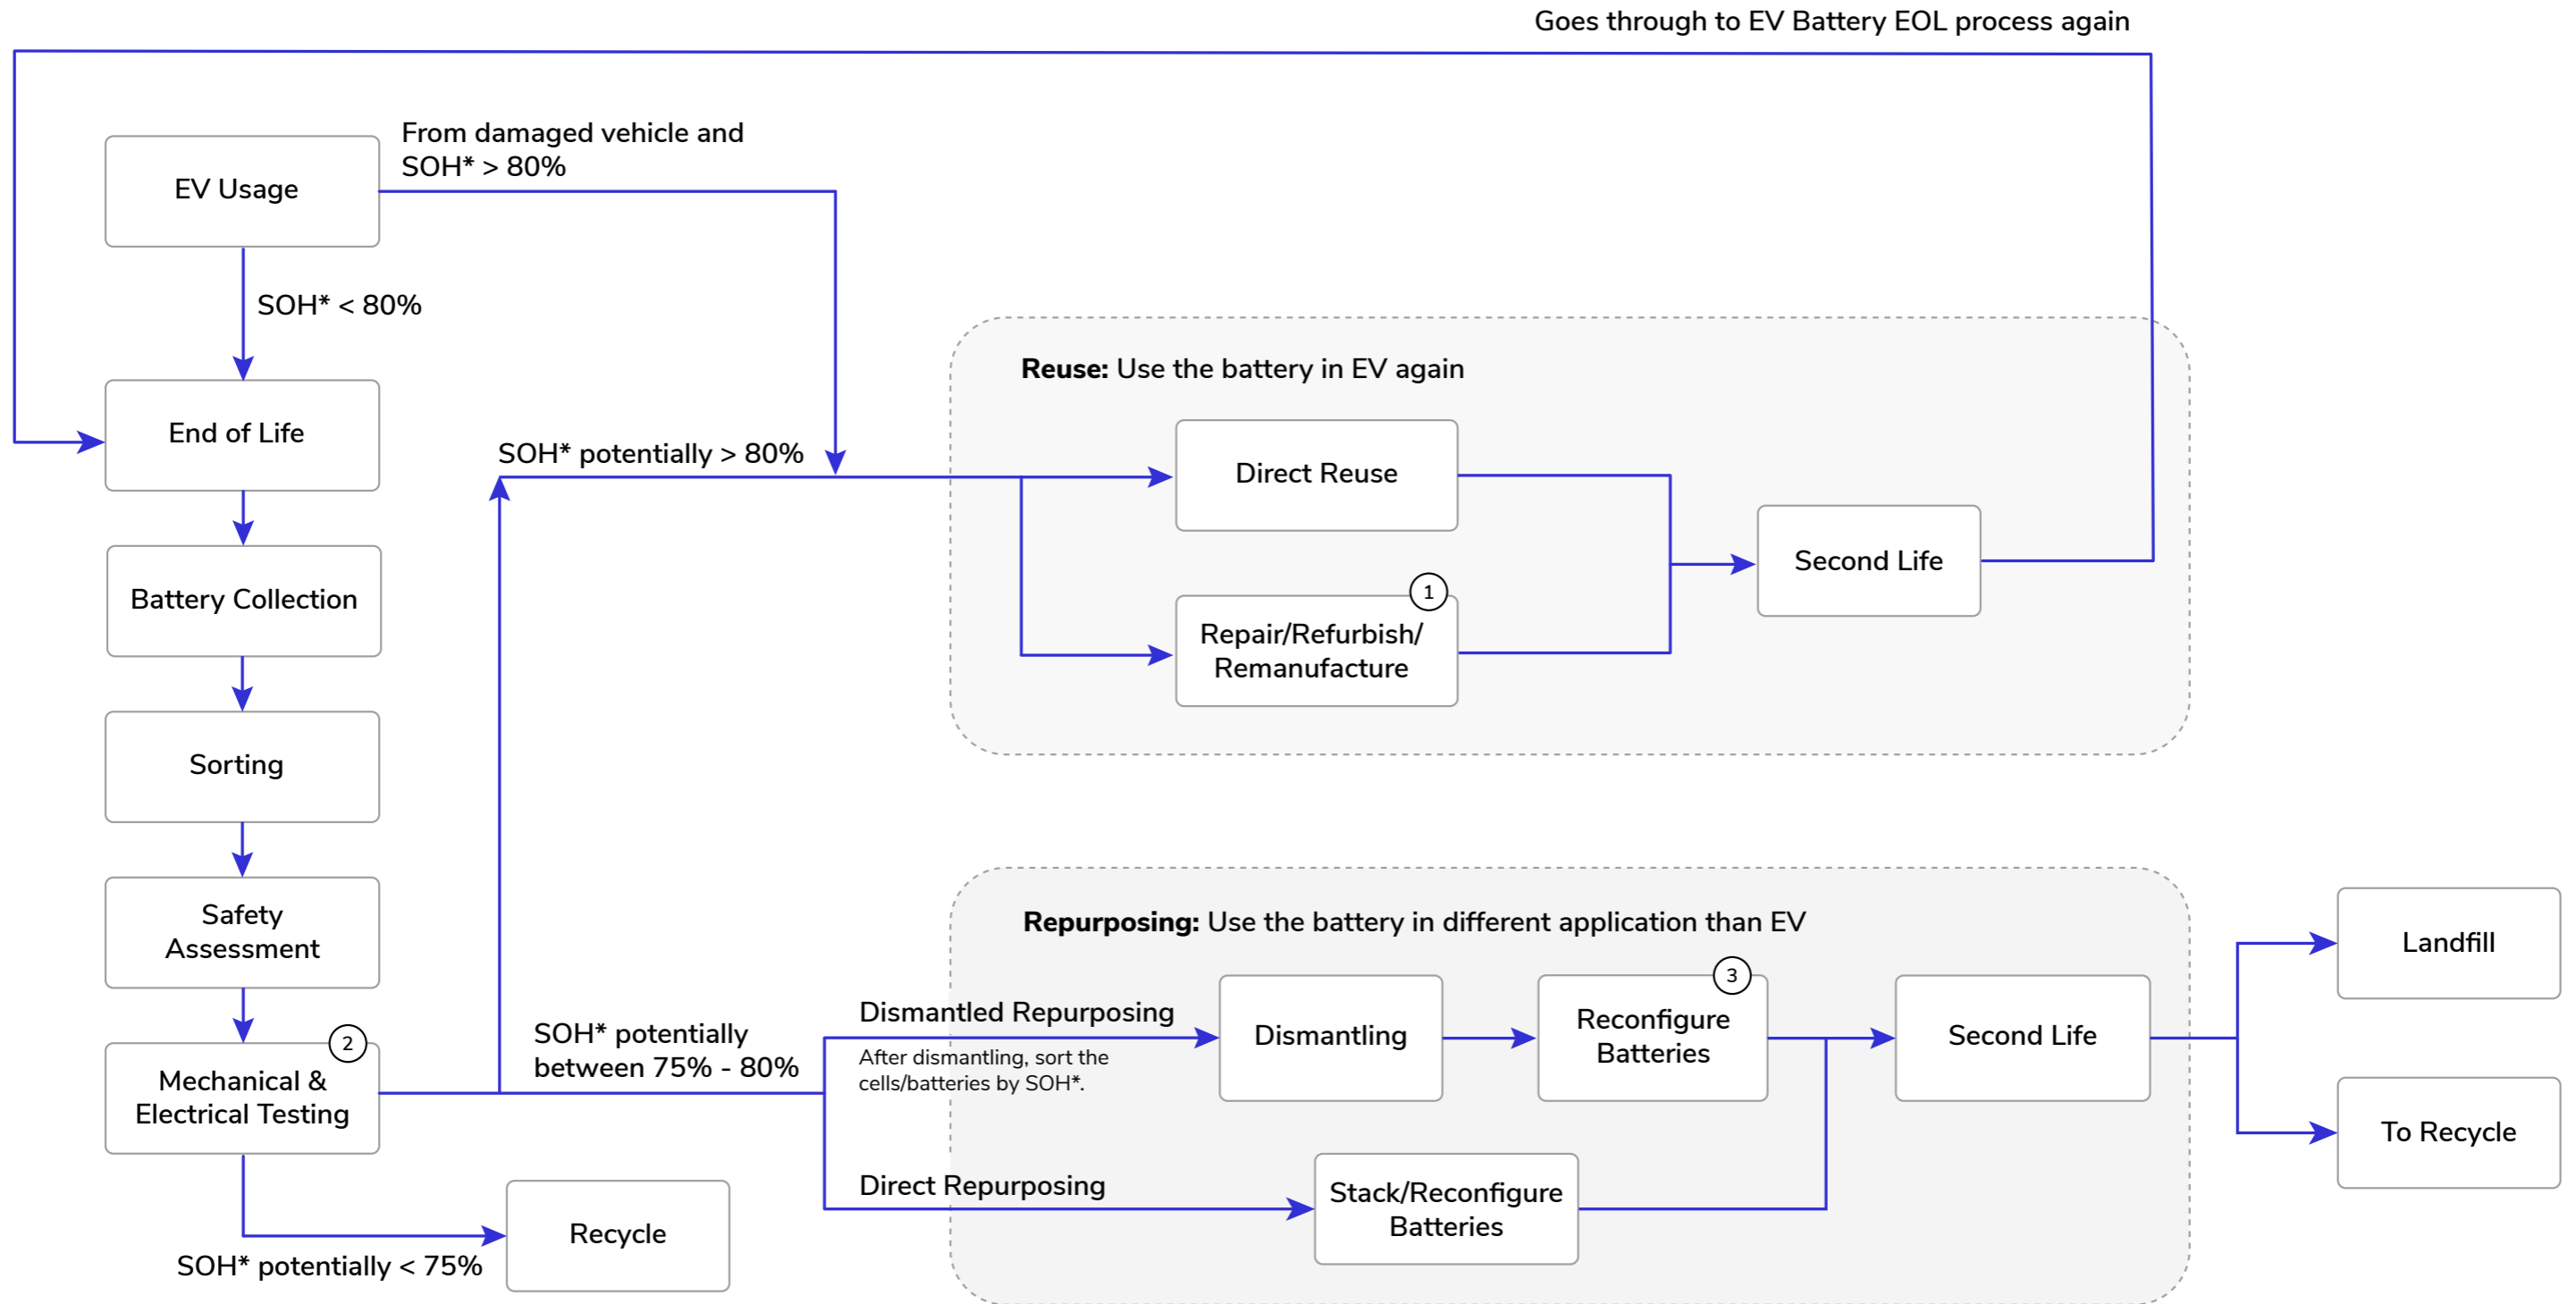 Goes through to EV Battery EOL process again
From damaged vehicle and
SOH* > 80%
EV Usage
SOH* < 80%
Reuse: Use the battery in EV again
End of Life
SOH* potentially > 80%
Direct Reuse
Second Life
Battery Collection
1
Repair/Refurbish/
Remanufacture
Sorting
Safety
Assessment
Repurposing: Use the battery in different application than EV
Landfill
2
Mechanical &
Electrical Testing
SOH* potentially
between 75% - 80%
Dismantled Repurposing
After dismantling, sort the
cells/batteries by SOH*.
Dismantling
3
Reconfigure
Batteries
Second Life
To Recycle
Direct Repurposing
Stack/Reconfigure
Batteries
Recycle
SOH* potentially < 75%